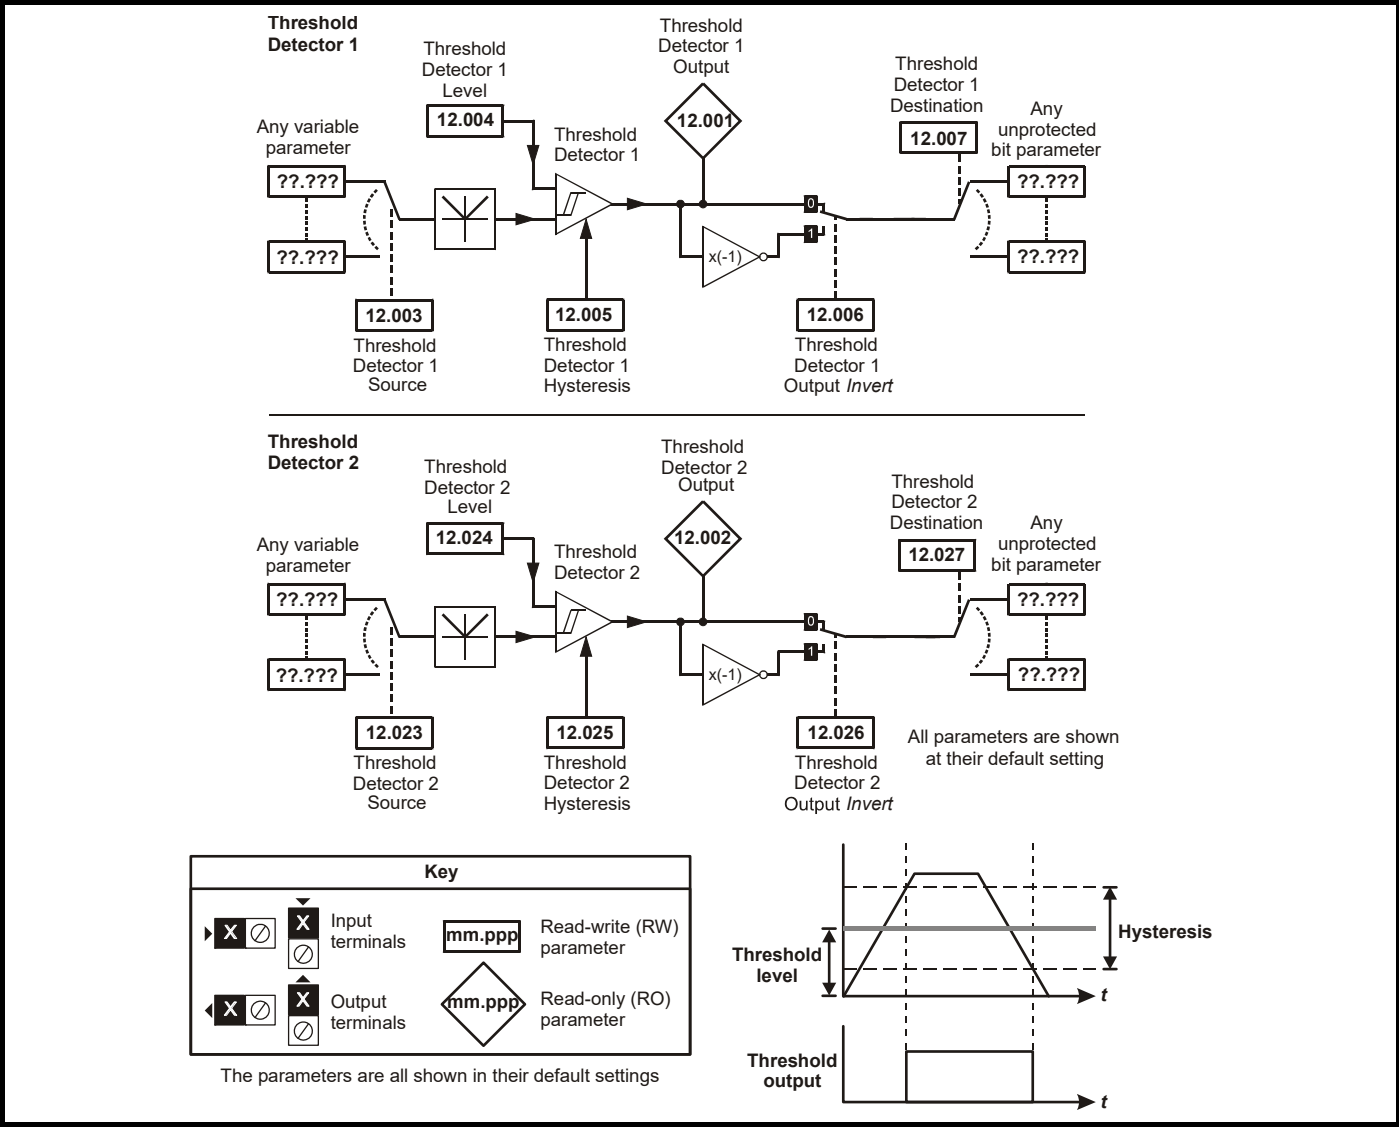 Threshold
Detector 1
Threshold
Detector 1
Level
12.004
Threshold
Detector 1
Output
12.001
Threshold
Detector 1
Destination
12.007
Any variable
parameter
??.???
??.???
Threshold
Detector 1
Any
unprotected
bit parameter
??.???
??.???
0
1
x(-1)
12.003
Threshold
Detector 1
Source
12.005
Threshold
Detector 1
Hysteresis
12.006
Threshold
Detector 1
Output Invert
Threshold
Detector 2
Threshold
Detector 2
Level
12.024
Threshold
Detector 2
Output
12.002
Threshold
Detector 2
Destination
12.027
Any variable
parameter
??.???
??.???
Threshold
Detector 2
Any
unprotected
bit parameter
??.???
??.???
0
1
x(-1)
12.023
Threshold
Detector 2
Source
12.025
Threshold
Detector 2
Hysteresis
12.026
Threshold
Detector 2
Output Invert
All parameters are shown
at their default setting
Key
X
X
Input
terminals
mm.ppp
Read-write (RW)
parameter
X
X
Output
terminals
mm.ppp
Read-only (RO)
parameter
The parameters are all shown in their default settings
Threshold
level
Hysteresis
t
Threshold
output
t